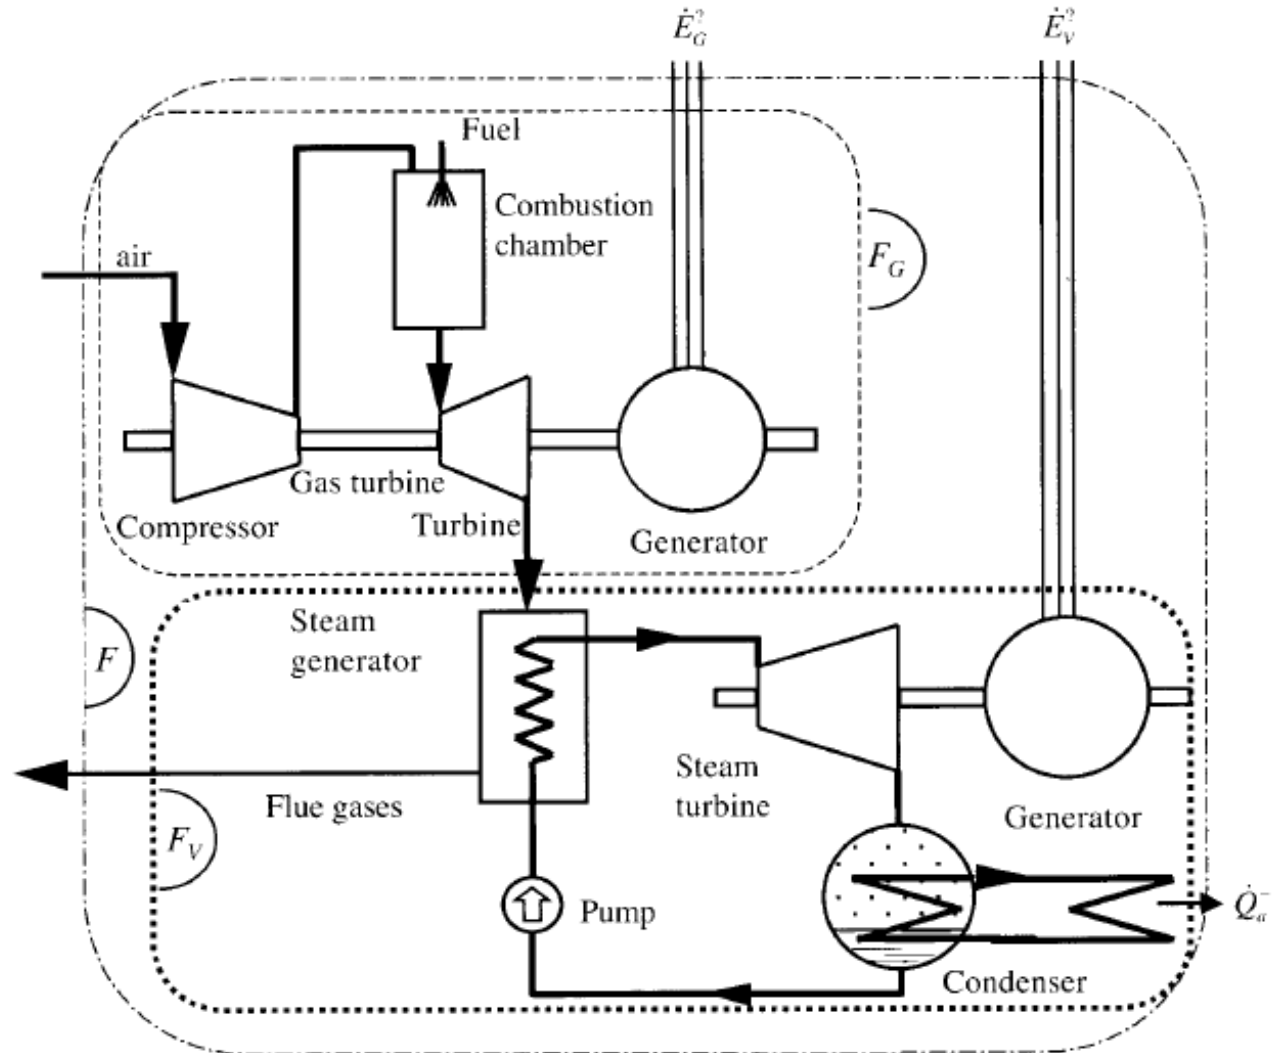 Ė_G^?
Ė_V^?
Fuel
Combustion
chamber
air
F_G
Gas turbine
Compressor
Turbine
Generator
Steam
generator
F
Steam
turbine
Flue gases
Generator
F_V
Pump
Q̇_a^-
Condenser